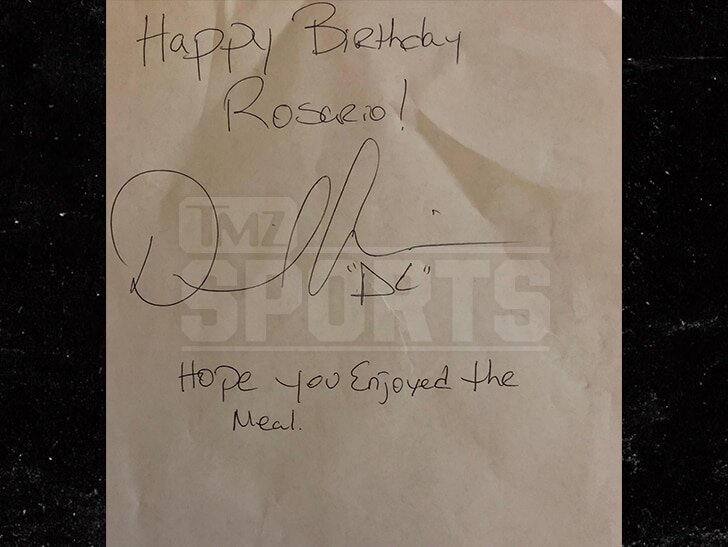 Happy Birthday
Rosario!
TMZ
SPORTS
"DC"
Hope you Enjoyed the
Meal.